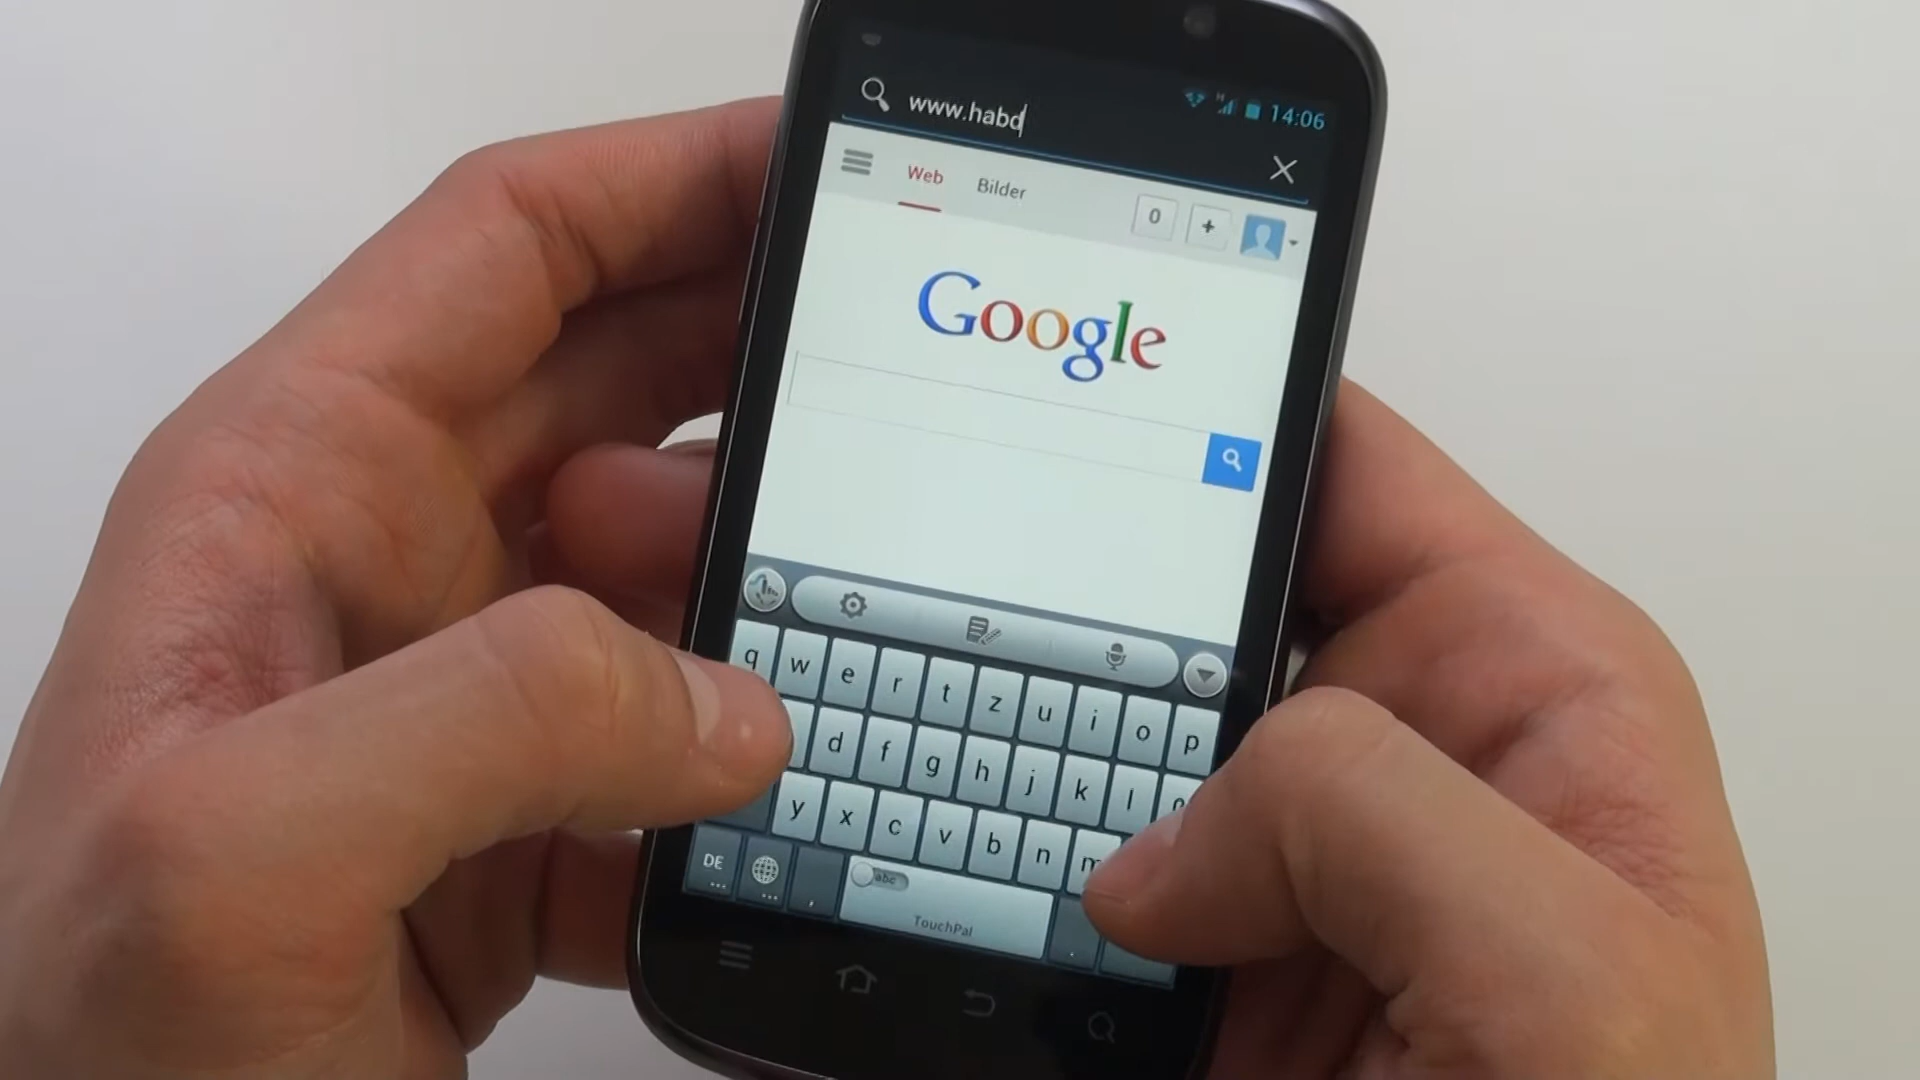 www.habd
H 14:06
Web Bilder 0 +
Google
q w e r t z u i o p
d f g h j k l
y x c v b n m
DE ... ... , abc TouchPal .